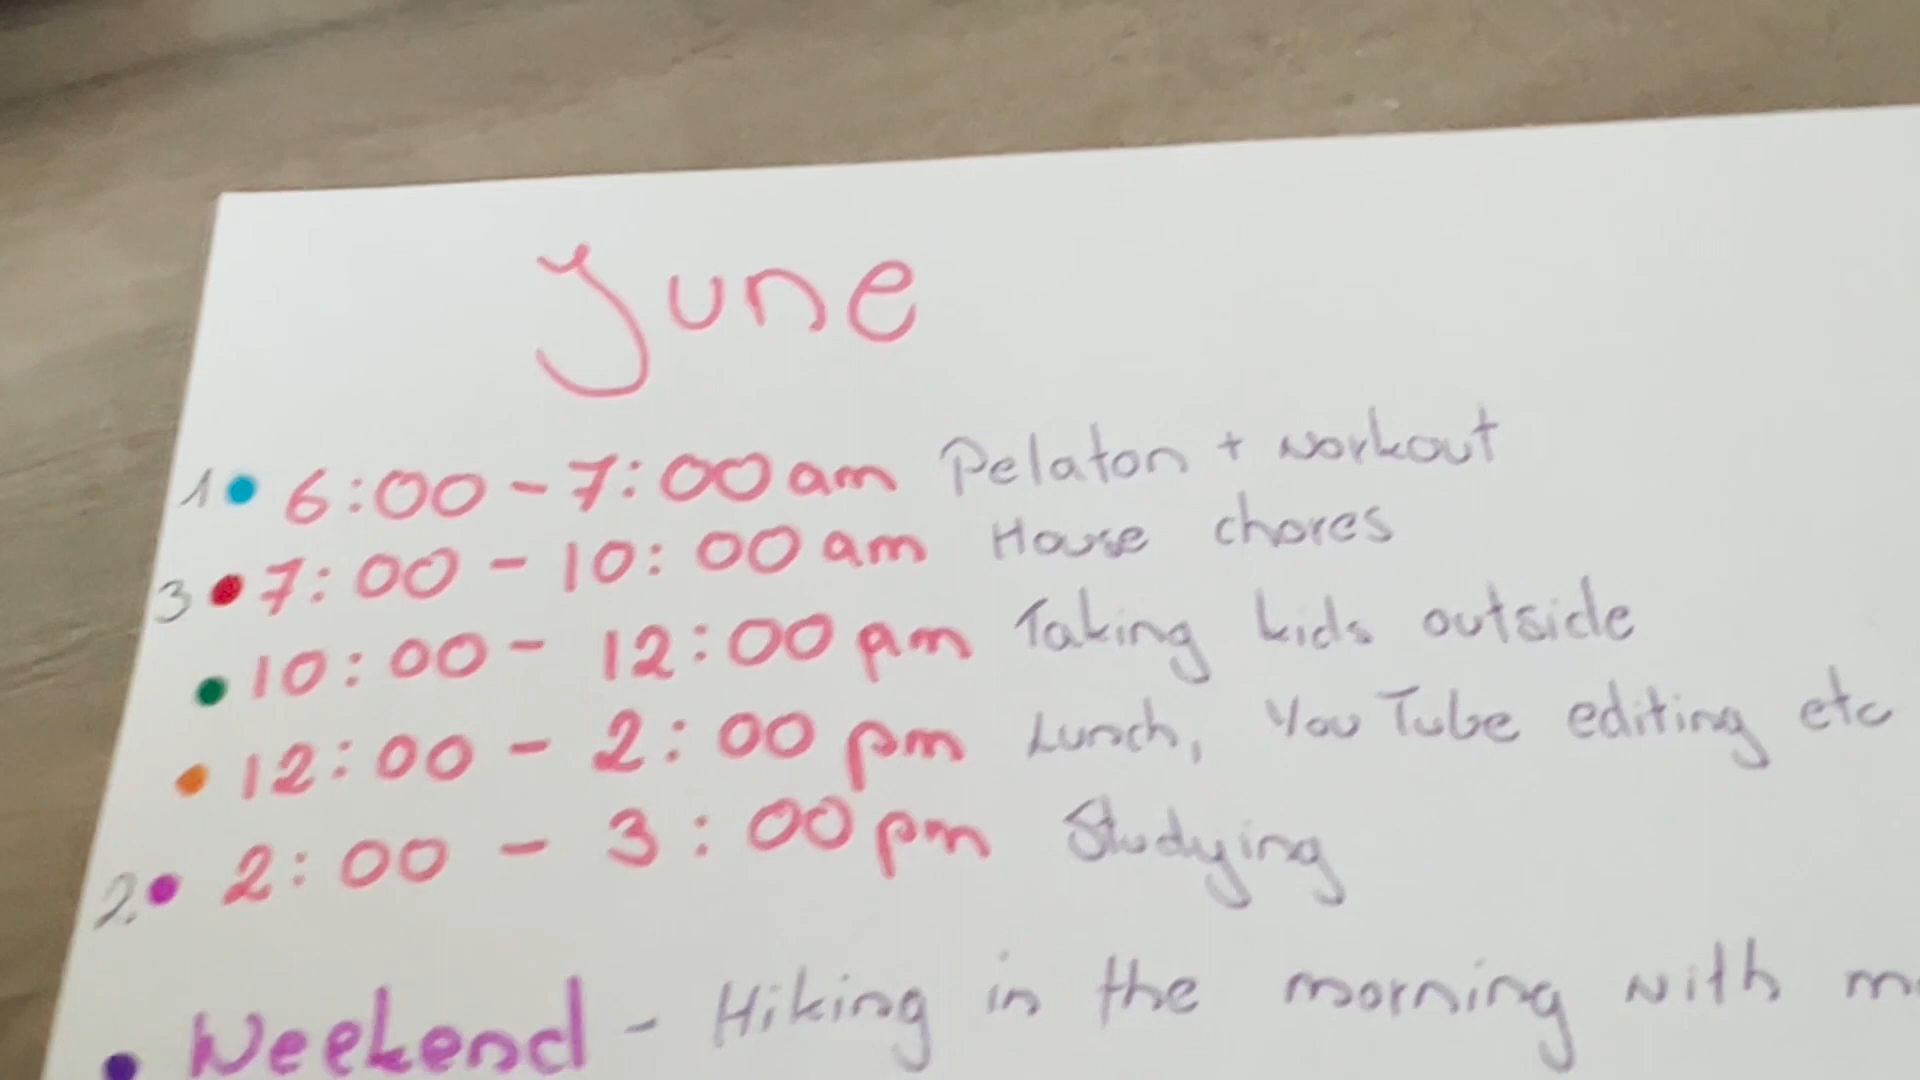 June
1 • 6:00 - 7:00 am Pelaton + workout
3 • 7:00 - 10:00 am House chores
• 10:00 - 12:00 pm Taking kids outside
• 12:00 - 2:00 pm Lunch, YouTube editing etc
2. • 2:00 - 3:00 pm Studying
• Weekend - Hiking in the morning with